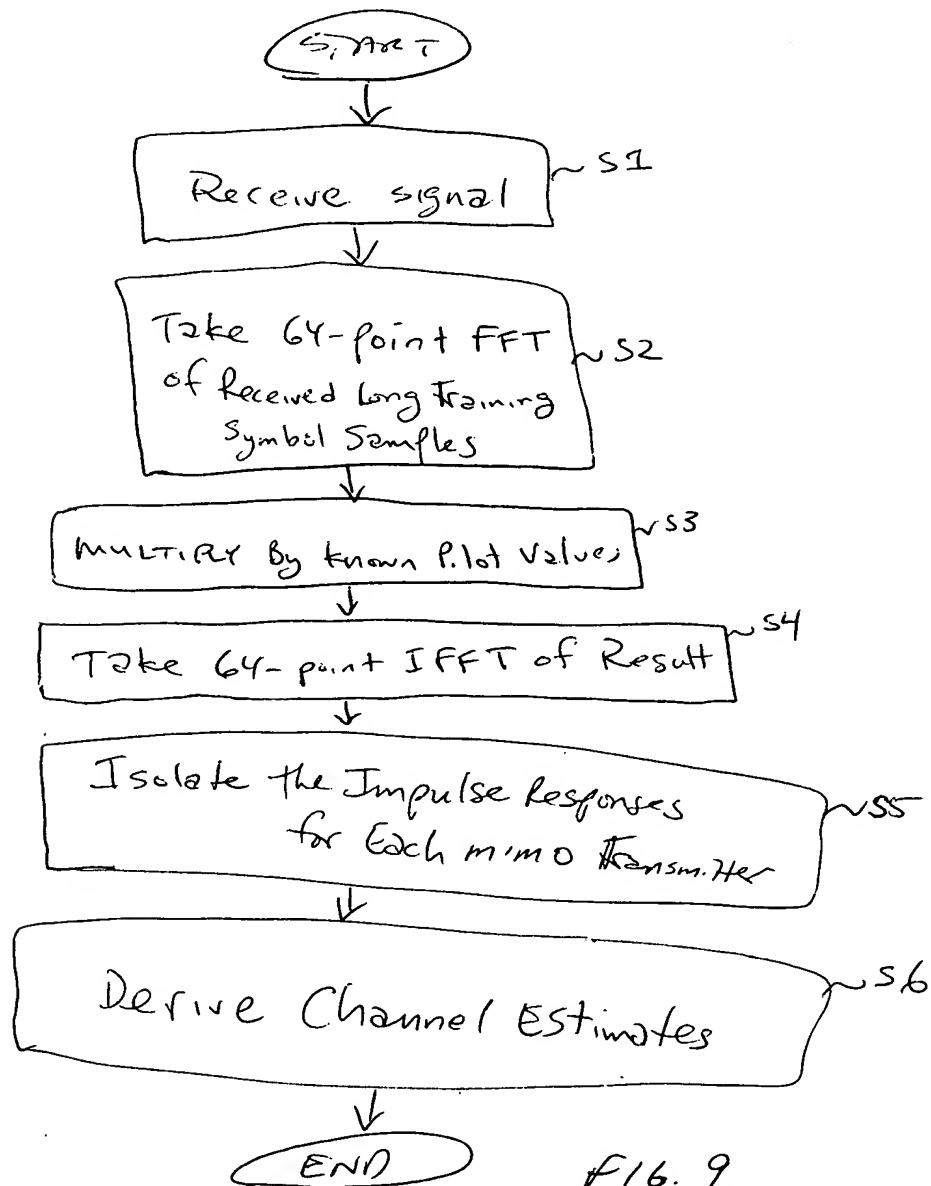 START
Receive signal
S1
Take 64-point FFT
of Received Long Training
Symbol Samples
S2
MULTIPLY By known Pilot Values
S3
Take 64-point IFFT of Result
S4
Isolate the Impulse Responses
for Each MIMO Transmitter
S5
Derive Channel Estimates
S6
END
FIG. 9